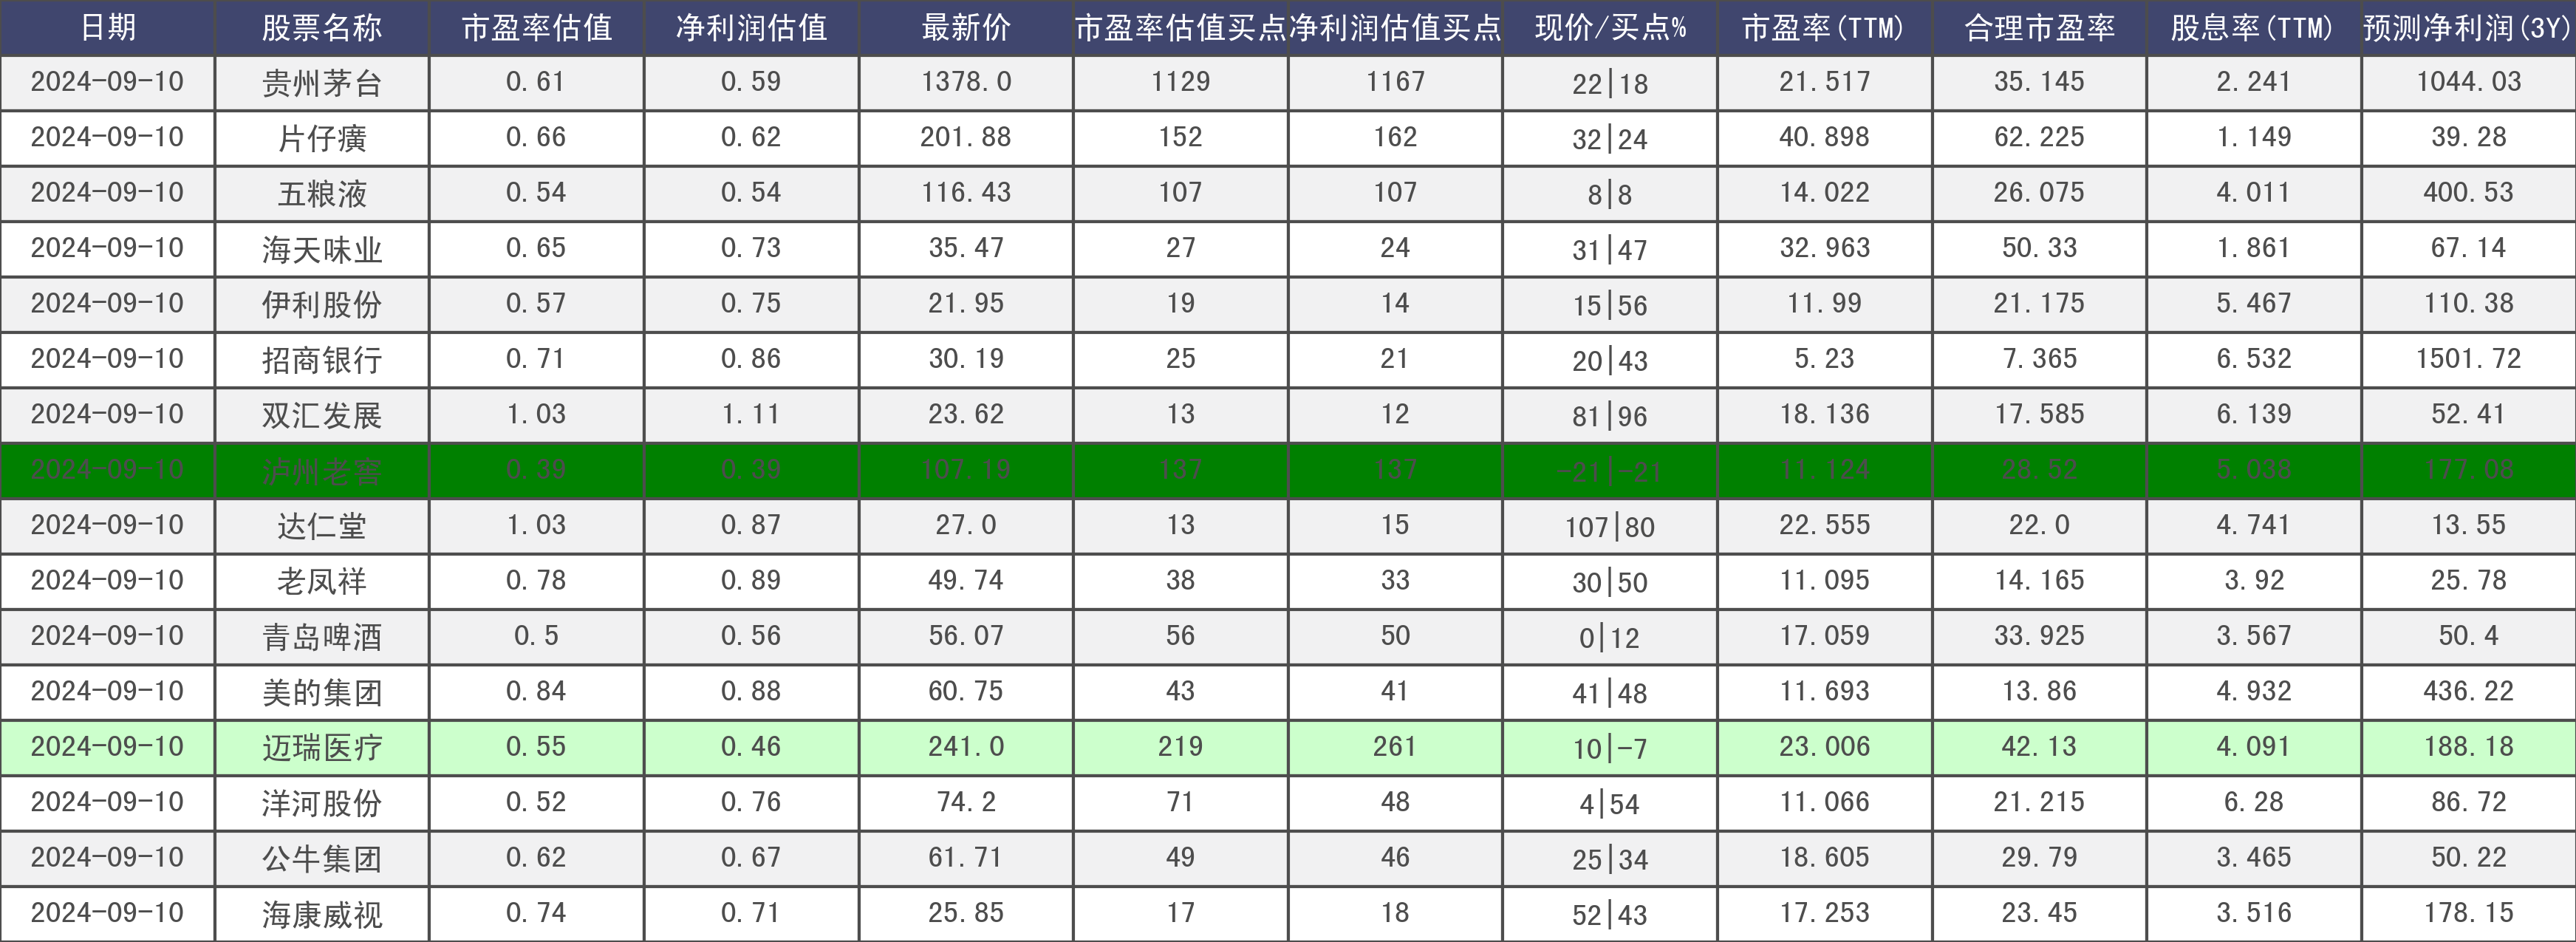 日期 股票名称 市盈率估值 净利润估值 最新价 市盈率估值买点 净利润估值买点 现价/买点% 市盈率(TTM) 合理市盈率 股息率(TTM) 预测净利润(3Y)
2024-09-10 贵州茅台 0.61 0.59 1378.0 1129 1167 22|18 21.517 35.145 2.241 1044.03
2024-09-10 片仔癀 0.66 0.62 201.88 152 162 32|24 40.898 62.225 1.149 39.28
2024-09-10 五粮液 0.54 0.54 116.43 107 107 8|8 14.022 26.075 4.011 400.53
2024-09-10 海天味业 0.65 0.73 35.47 27 24 31|47 32.963 50.33 1.861 67.14
2024-09-10 伊利股份 0.57 0.75 21.95 19 14 15|56 11.99 21.175 5.467 110.38
2024-09-10 招商银行 0.71 0.86 30.19 25 21 20|43 5.23 7.365 6.532 1501.72
2024-09-10 双汇发展 1.03 1.11 23.62 13 12 81|96 18.136 17.585 6.139 52.41
2024-09-10 泸州老窖 0.39 0.39 107.19 137 137 -21|-21 11.124 28.52 5.038 177.08
2024-09-10 达仁堂 1.03 0.87 27.0 13 15 107|80 22.555 22.0 4.741 13.55
2024-09-10 老凤祥 0.78 0.89 49.74 38 33 30|50 11.095 14.165 3.92 25.78
2024-09-10 青岛啤酒 0.5 0.56 56.07 56 50 0|12 17.059 33.925 3.567 50.4
2024-09-10 美的集团 0.84 0.88 60.75 43 41 41|48 11.693 13.86 4.932 436.22
2024-09-10 迈瑞医疗 0.55 0.46 241.0 219 261 10|-7 23.006 42.13 4.091 188.18
2024-09-10 洋河股份 0.52 0.76 74.2 71 48 4|54 11.066 21.215 6.28 86.72
2024-09-10 公牛集团 0.62 0.67 61.71 49 46 25|34 18.605 29.79 3.465 50.22
2024-09-10 海康威视 0.74 0.71 25.85 17 18 52|43 17.253 23.45 3.516 178.15